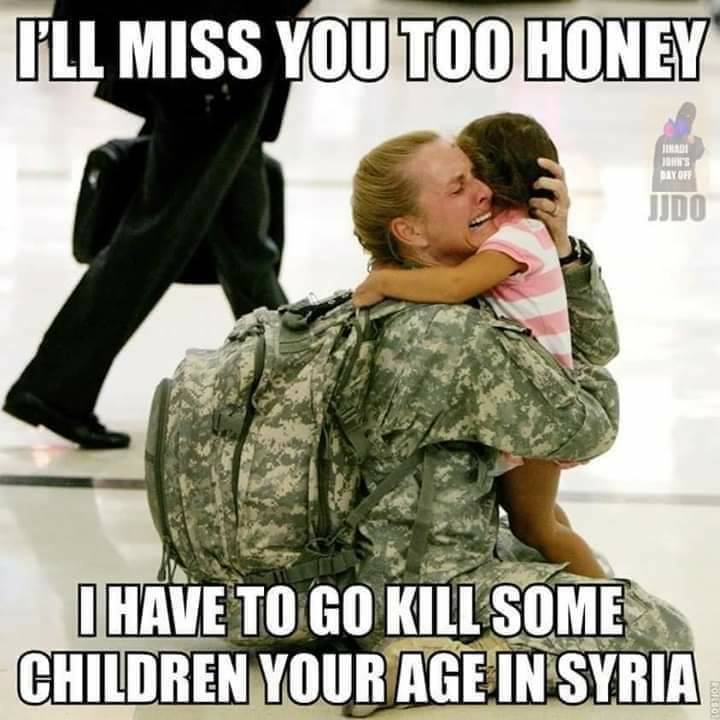 I'LL MISS YOU TOO HONEY
JIHADI
JOHN'S
DAY OFF
JJDO
I HAVE TO GO KILL SOME
CHILDREN YOUR AGE IN SYRIA